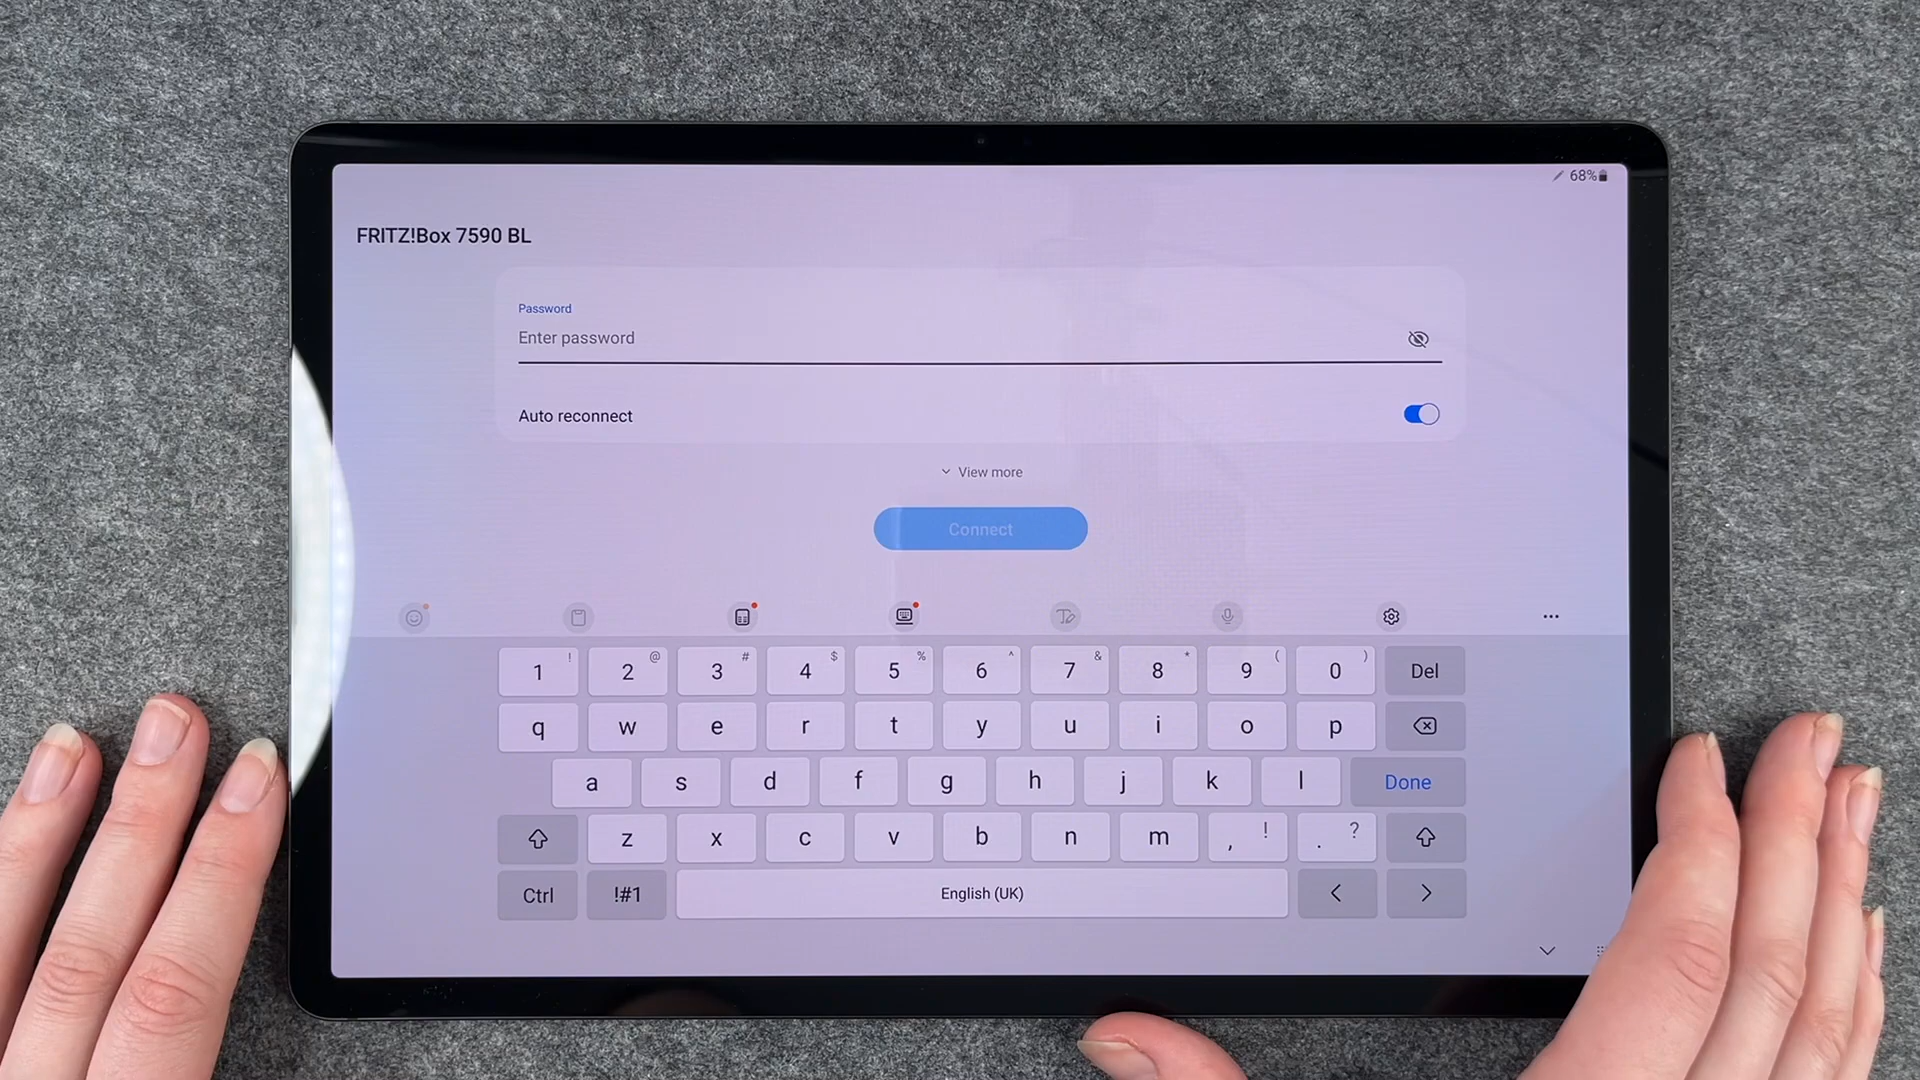 68%
FRITZ!Box 7590 BL
Password
Enter password
Auto reconnect
View more
Connect
1 ! 2 @ 3 # 4 $ 5 % 6 ^ 7 & 8 * 9 ( 0 ) Del
q w e r t y u i o p
a s d f g h j k l Done
z x c v b n m , ! . ?
Ctrl !#1 English (UK) < >